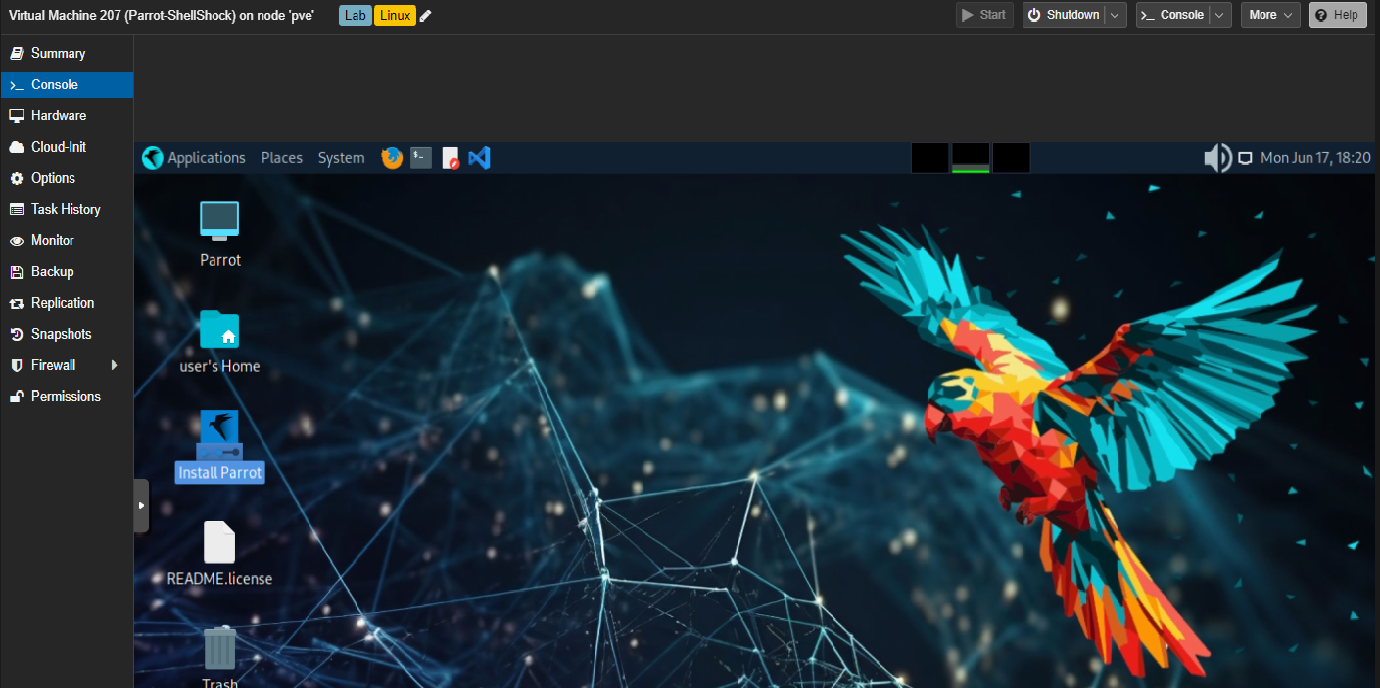 Virtual Machine 207 (Parrot-ShellShock) on node 'pve' Lab Linux Start Shutdown Console More Help
Summary
Console
Hardware
Cloud-Init
Options
Task History
Monitor
Backup
Replication
Snapshots
Firewall
Permissions
Applications Places System Mon Jun 17, 18:20
Parrot
user's Home
Install Parrot
README.license
Trash